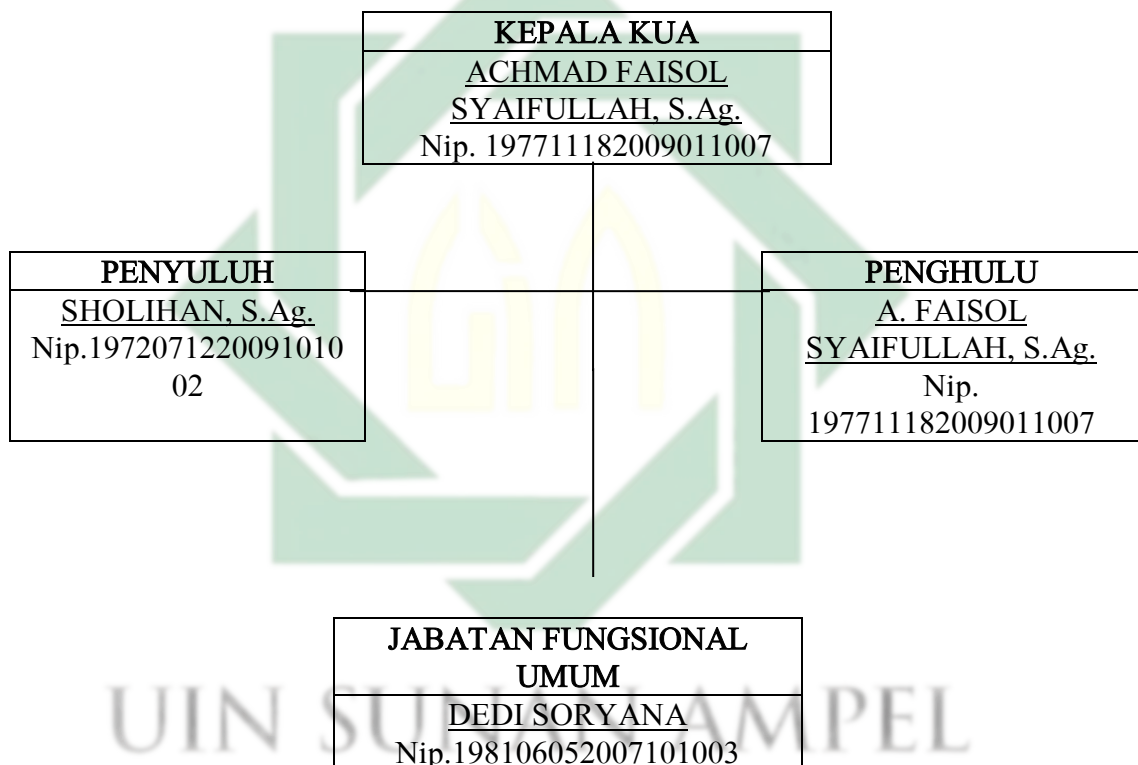 KEPALA KUA
ACHMAD FAISOL
SYAIFULLAH, S.Ag.
Nip. 197711182009011007
PENYULUH
SHOLIHAN, S.Ag.
Nip.1972071220091010
02
PENGHULU
A. FAISOL
SYAIFULLAH, S.Ag.
Nip.
197711182009011007
JABATAN FUNGSIONAL
UMUM
DEDI SORYANA
Nip.198106052007101003
UIN SUNAN AMPEL